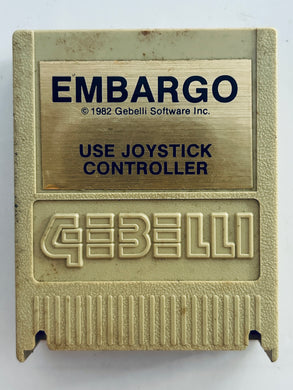 EMBARGO
© 1982 Gebelli Software Inc.
USE JOYSTICK
CONTROLLER
GEBELLI